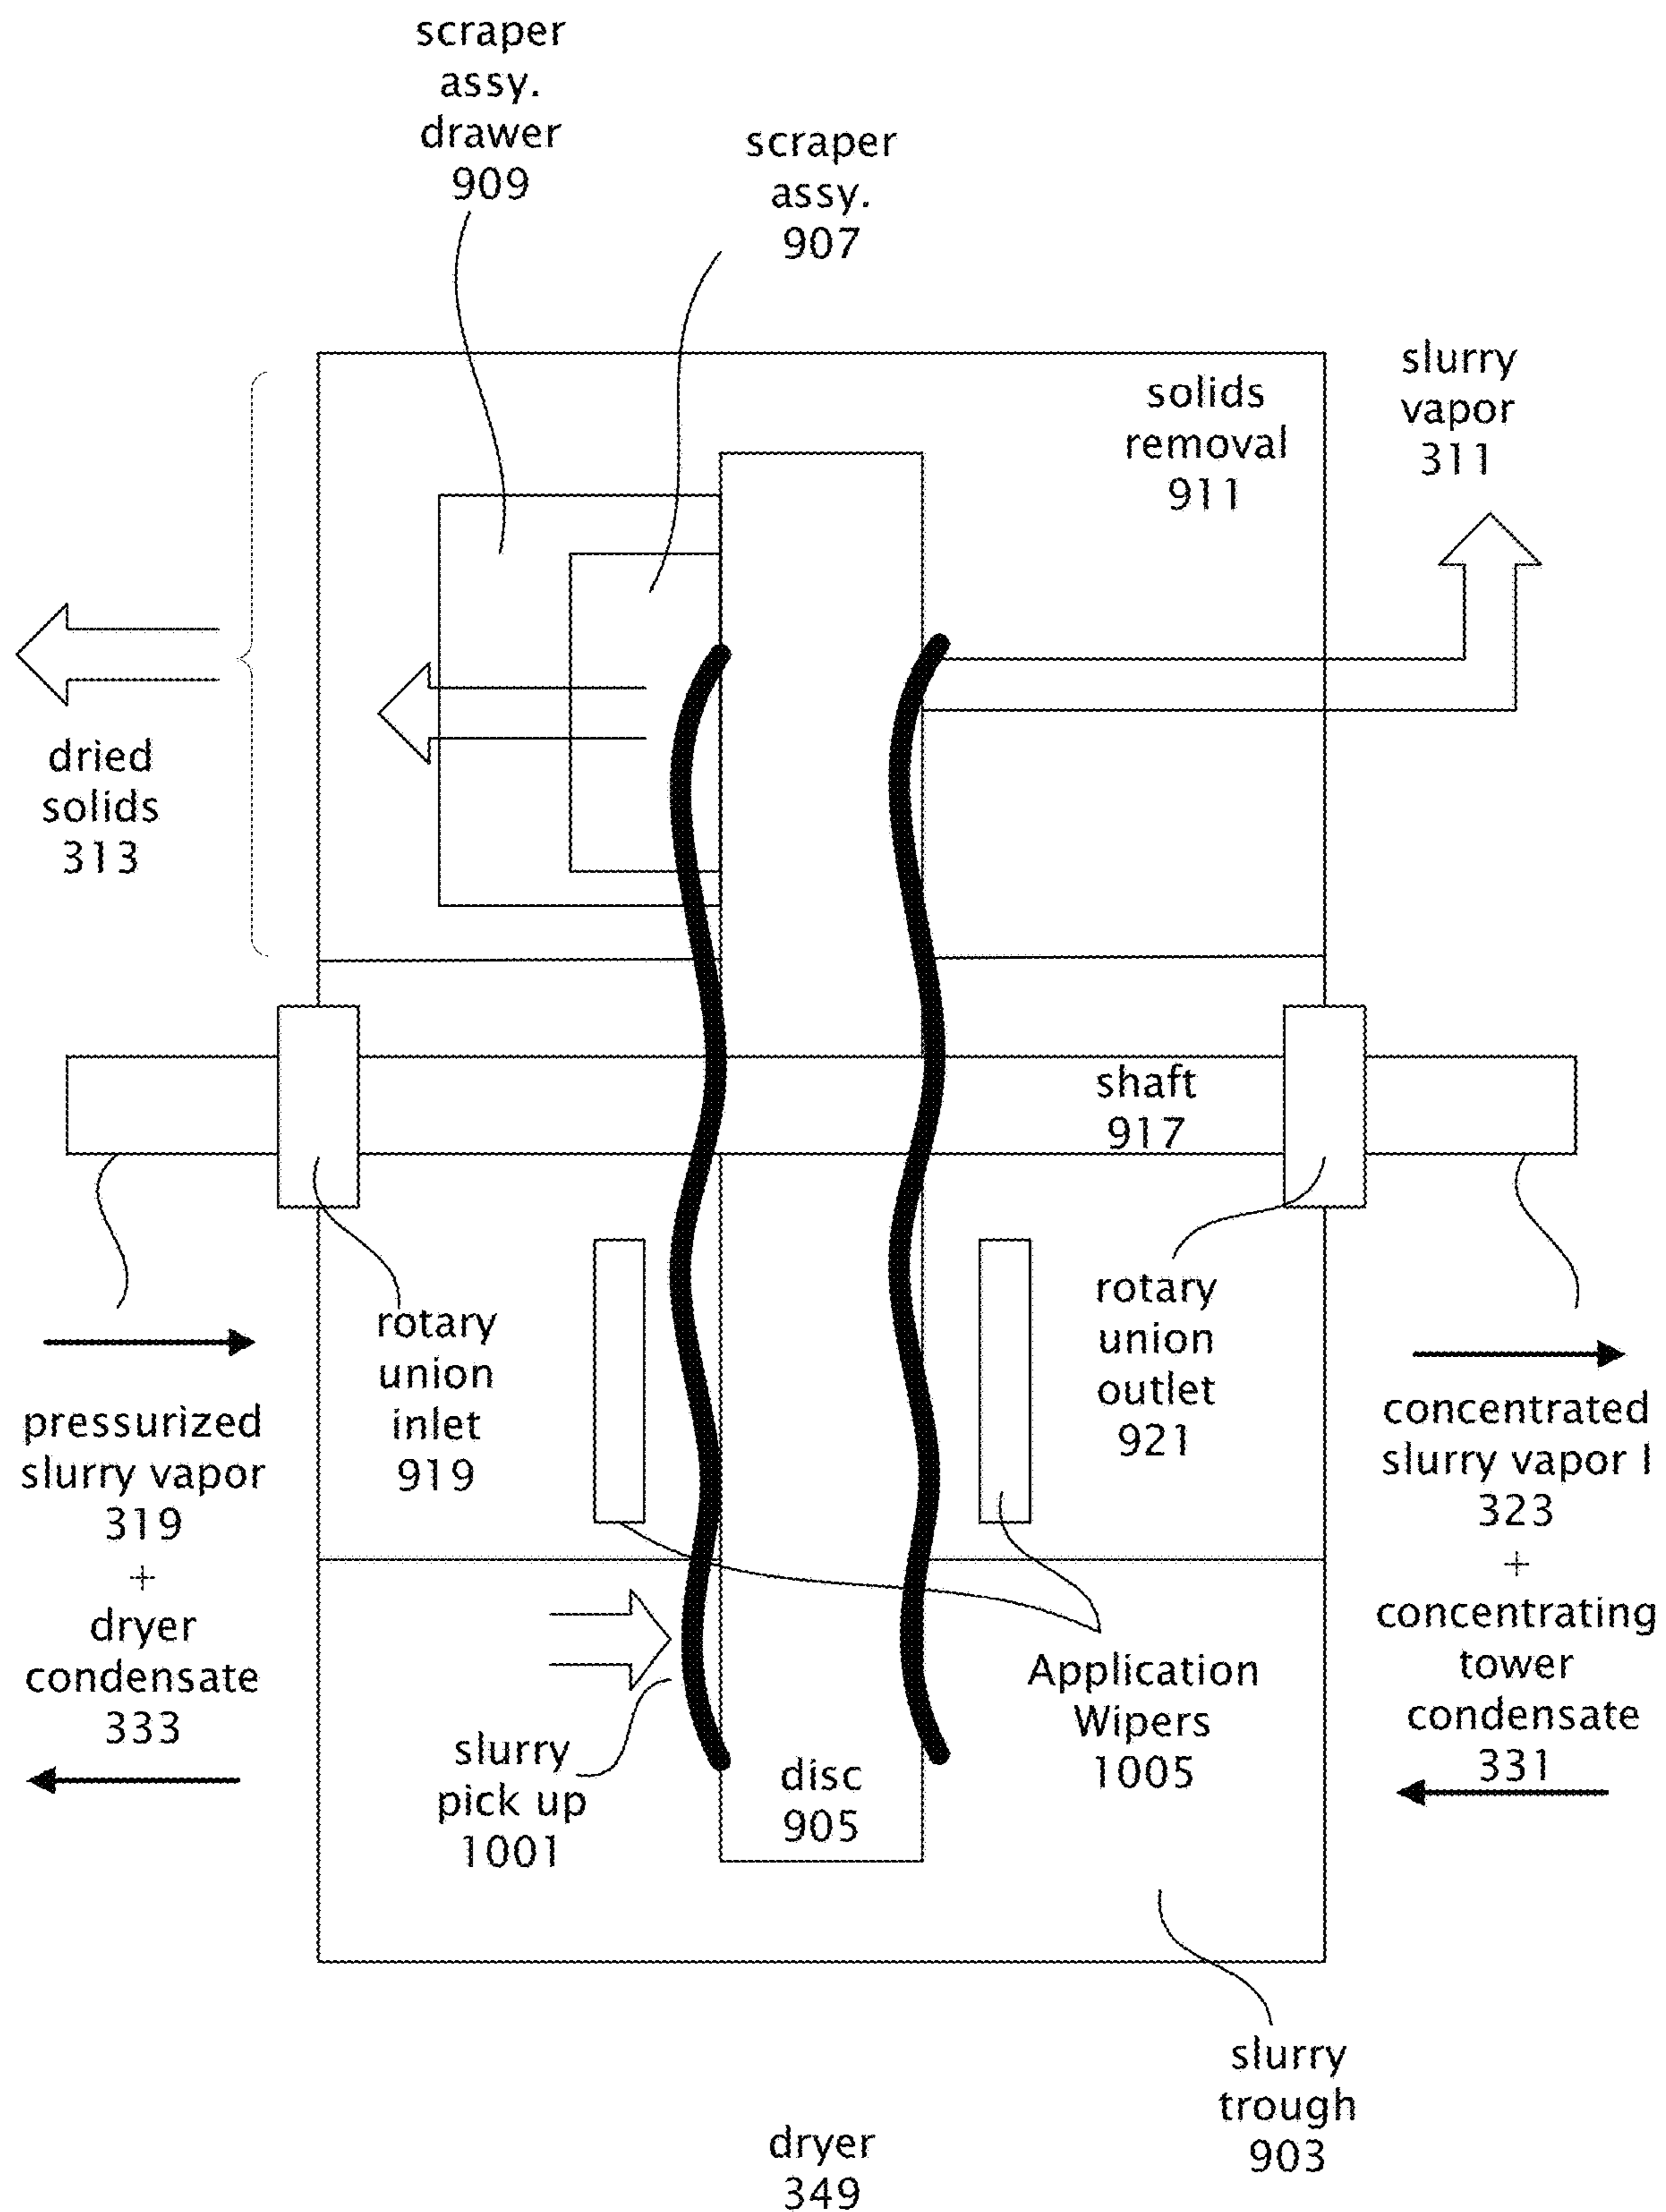 scraper
assy.
drawer
909
scraper
assy.
907
solids
removal
911
slurry
vapor
311
dried
solids
313
shaft
917
rotary
union
inlet
919
rotary
union
outlet
921
pressurized
slurry vapor
319
+
dryer
condensate
333
concentrated
slurry vapor I
323
+
concentrating
tower
condensate
331
slurry
pick up
1001
disc
905
Application
Wipers
1005
slurry
trough
903
dryer
349